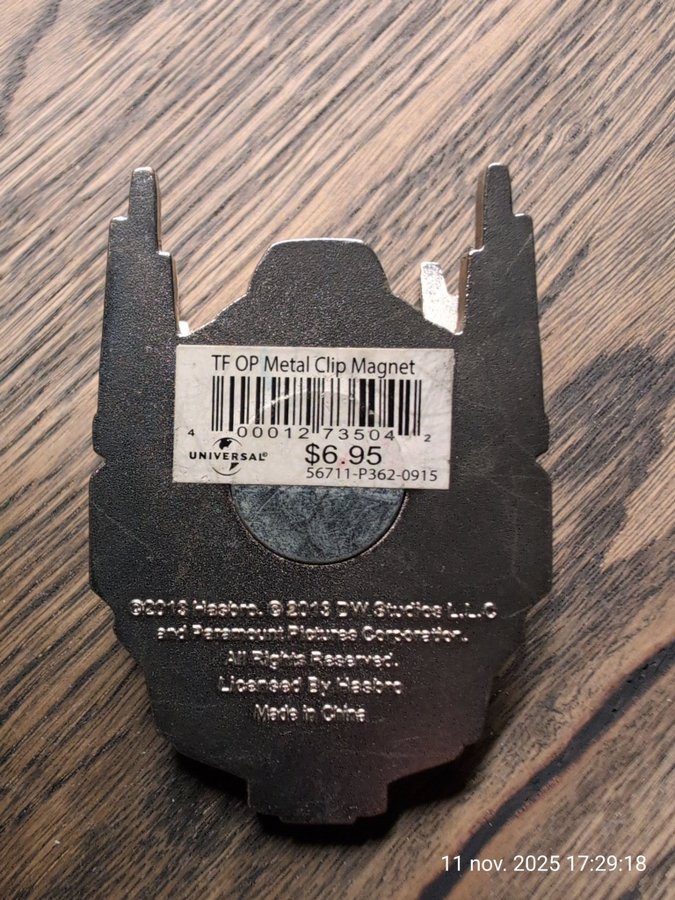 TF OP Metal Clip Magnet
4 00012 73504 2
UNIVERSAL®
$6.95
56711-P362-0915
©2013 Hasbro. © 2013 DW Studios L.L.C
and Paramount Pictures Corporation.
All Rights Reserved.
Licensed By Hasbro
Made in China
11 nov. 2025 17:29:18